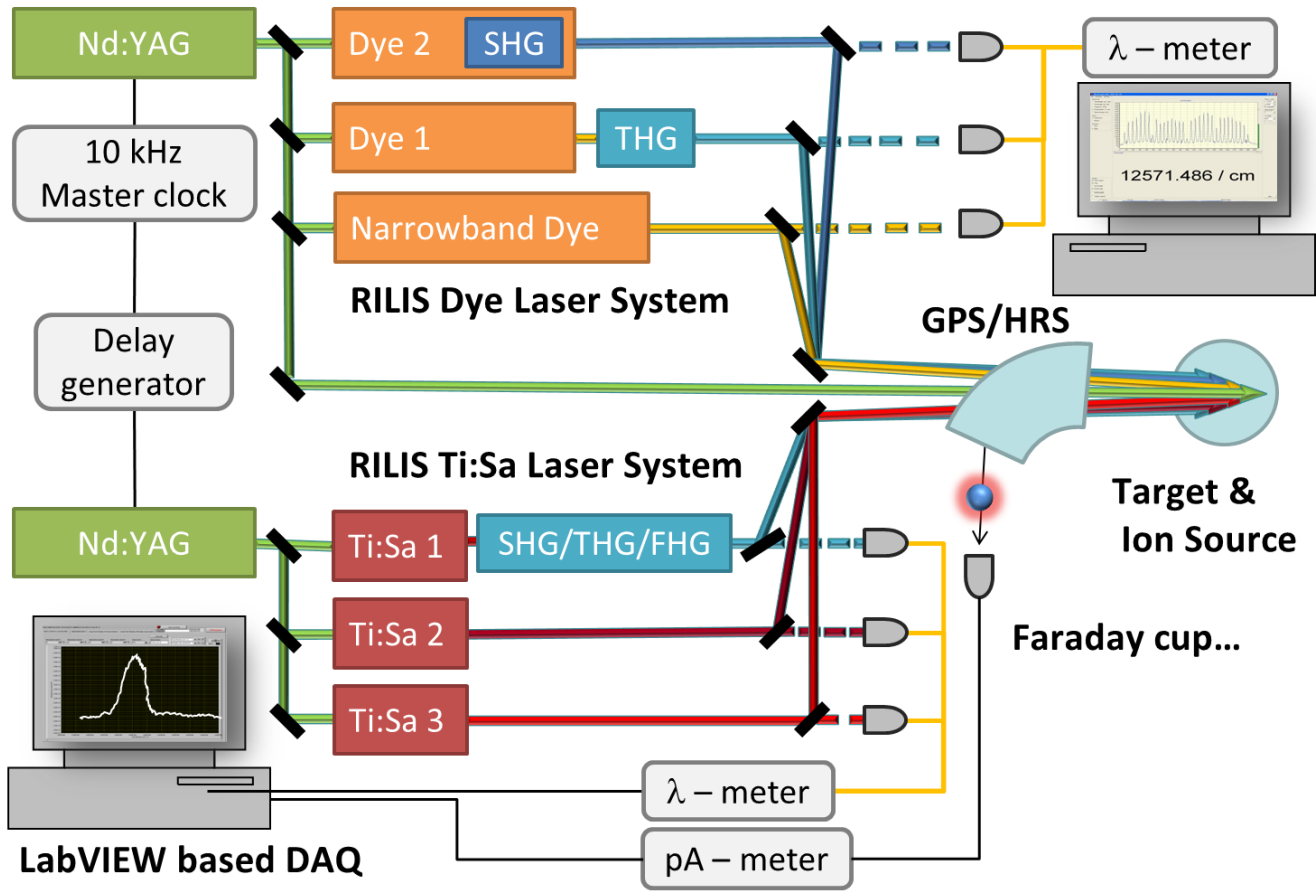 Nd:YAG
Dye 2
SHG
λ – meter
10 kHz
Master clock
Dye 1
THG
12571.486 / cm
Narrowband Dye
RILIS Dye Laser System
GPS/HRS
Delay
generator
RILIS Ti:Sa Laser System
Target &
Ion Source
Nd:YAG
Ti:Sa 1
SHG/THG/FHG
Ti:Sa 2
Faraday cup...
Ti:Sa 3
λ – meter
LabVIEW based DAQ
pA – meter